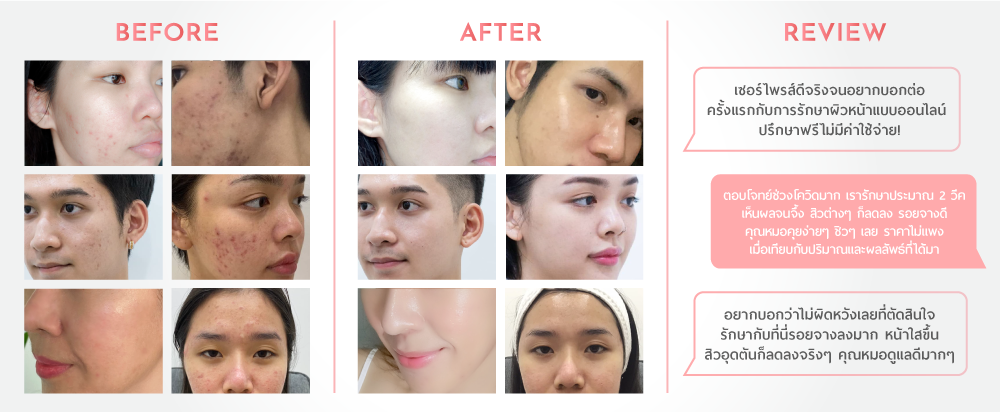 BEFORE
AFTER
REVIEW
เซอร์ไพรส์ดีจริงจนอยากบอกต่อ
ครั้งแรกกับการรักษาผิวหน้าแบบออนไลน์
ปรึกษาฟรีไม่มีค่าใช้จ่าย!
ตอบโจทย์ช่วงโควิดมาก เรารักษาประมาณ 2 วีค
เห็นผลจนจึ้ง สิวต่างๆ ก็ลดลง รอยจางดี
คุณหมอคุยง่ายๆ ชิวๆ เลย ราคาไม่แพง
เมื่อเทียบกับปริมาณและผลลัพธ์ที่ได้มา
อยากบอกว่าไม่ผิดหวังเลยที่ตัดสินใจ
รักษากับที่นี่รอยจางลงมาก หน้าใสขึ้น
สิวอุดตันก็ลดลงจริงๆ คุณหมอดูแลดีมากๆ